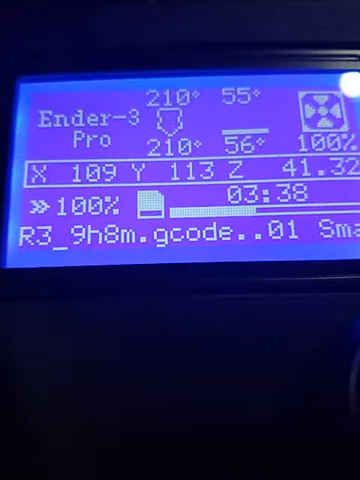 210° 55°
Ender-3
Pro
210° 56° 100%
X 109 Y 113 Z 41.32
100% 03:38
R3_9h8m.gcode..01 Sma